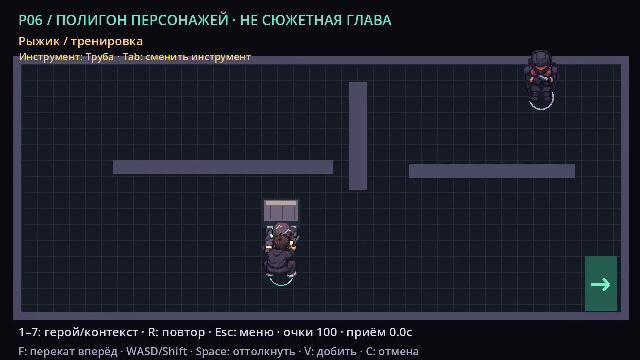 P06 / ПОЛИГОН ПЕРСОНАЖЕЙ · НЕ СЮЖЕТНАЯ ГЛАВА
Рыжик / тренировка
Инструмент: Труба · Tab: сменить инструмент
→
1–7: герой/контекст · R: повтор · Esc: меню · очки 100 · приём 0.0с
F: перекат вперёд · WASD/Shift · Space: оттолкнуть · V: добить · C: отмена